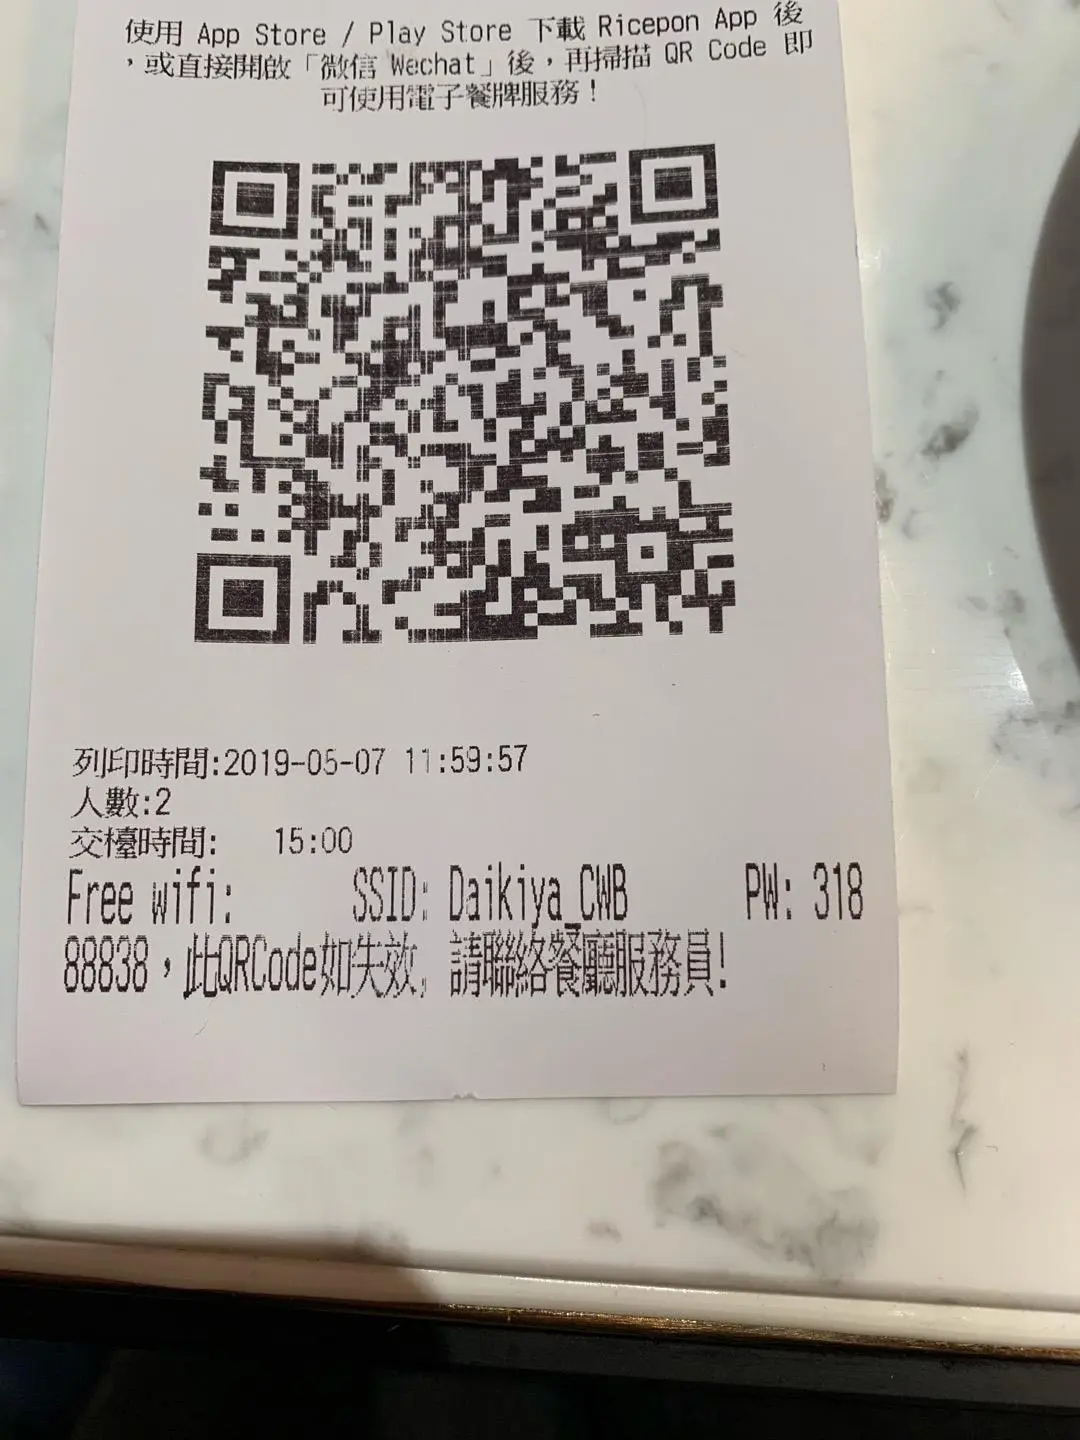 使用 App Store / Play Store 下載 Ricepon App 後
，或直接開啟「微信 Wechat」後，再掃描 QR Code 即
可使用電子餐牌服務！
列印時間:2019-05-07 11:59:57
人數:2
交檯時間: 15:00
Free wifi: SSID: Daikiya_CWB PW: 318
88838，此QRCode如失效，請聯絡餐廳服務員!